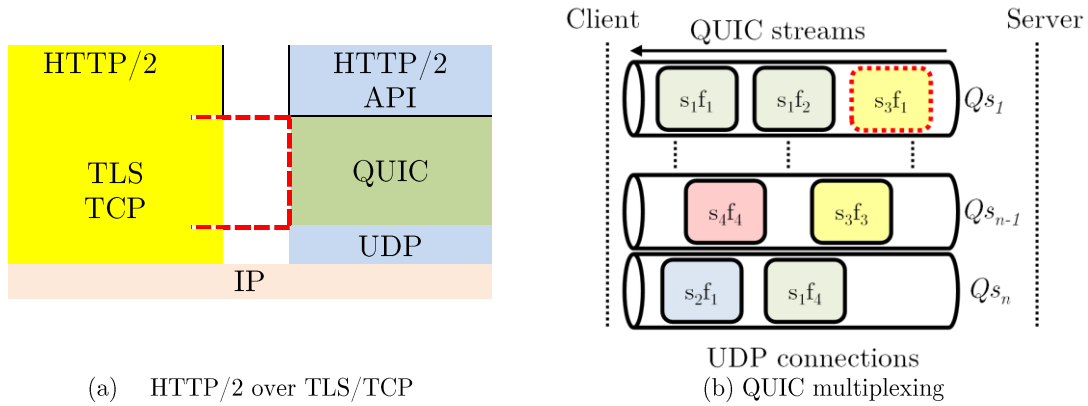 HTTP/2
TLS
TCP
HTTP/2
API
QUIC
UDP
IP
(a) HTTP/2 over TLS/TCP
Client
Server
QUIC streams
s1f1
s1f2
s3f1
Qs1
s4f4
s3f3
Qsn-1
s2f1
s1f4
Qsn
UDP connections
(b) QUIC multiplexing